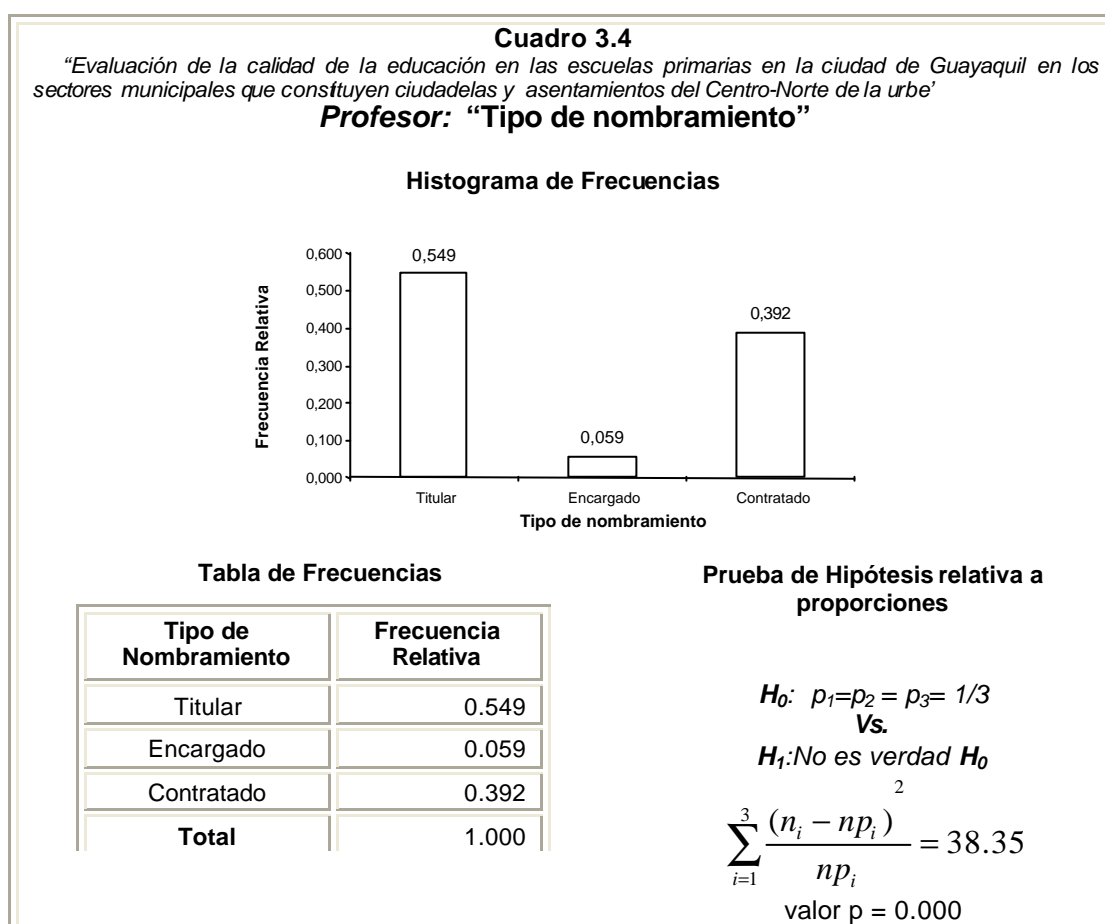 Cuadro 3.4
“Evaluación de la calidad de la educación en las escuelas primarias en la ciudad de Guayaquil en los
sectores municipales que constituyen ciudadelas y asentamientos del Centro-Norte de la urbe’
Profesor: “Tipo de nombramiento”
Histograma de Frecuencias
Frecuencia Relativa
0,600
0,500
0,400
0,300
0,200
0,100
0,000
0,549
0,059
0,392
Titular Encargado Contratado
Tipo de nombramiento
Tabla de Frecuencias
Tipo de Nombramiento Frecuencia Relativa
Titular 0.549
Encargado 0.059
Contratado 0.392
Total 1.000
Prueba de Hipótesis relativa a
proporciones
H₀: p₁=p₂ = p₃= 1/3
Vs.
H₁:No es verdad H₀
∑_{i=1}^{3} (n_i − np_i)² / np_i = 38.35
valor p = 0.000